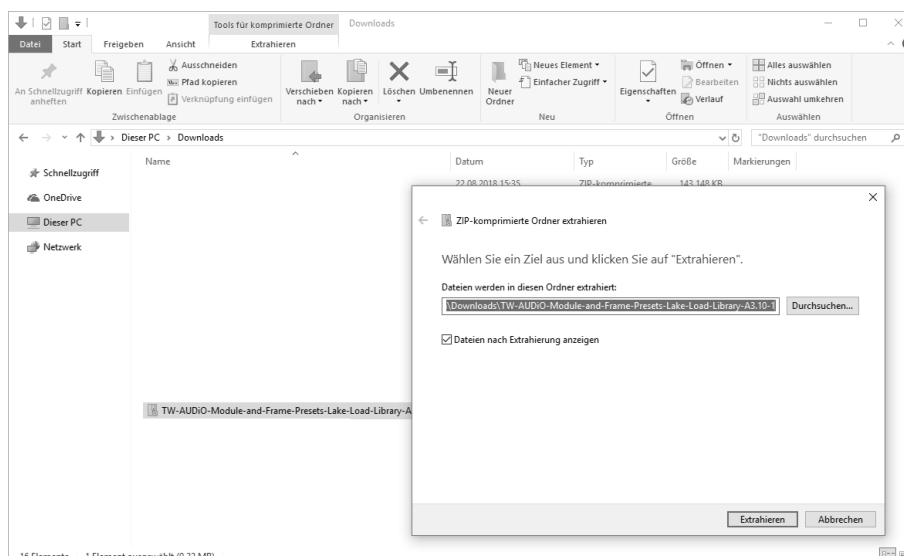 Tools für komprimierte Ordner Downloads
Datei Start Freigeben Ansicht Extrahieren
An Schnellzugriff anheften
Kopieren
Einfügen
Ausschneiden
Pfad kopieren
Verknüpfung einfügen
Zwischenablage
Verschieben nach
Kopieren nach
Löschen
Umbenennen
Organisieren
Neuer Ordner
Neues Element
Einfacher Zugriff
Neu
Eigenschaften
Öffnen
Bearbeiten
Verlauf
Öffnen
Alles auswählen
Nichts auswählen
Auswahl umkehren
Auswählen
Dieser PC > Downloads
"Downloads" durchsuchen
Name Datum Typ Größe Markierungen
22.08.2018 15:35 ZIP-komprimierte 143.148 KB
Schnellzugriff
OneDrive
Dieser PC
Netzwerk
TW-AUDiO-Module-and-Frame-Presets-Lake-Load-Library-A
ZIP-komprimierte Ordner extrahieren
Wählen Sie ein Ziel aus und klicken Sie auf "Extrahieren".
Dateien werden in diesen Ordner extrahiert:
\Downloads\TW-AUDiO-Module-and-Frame-Presets-Lake-Load-Library-A3.10-1
Durchsuchen...
Dateien nach Extrahierung anzeigen
Extrahieren Abbrechen
16 Elemente 1 Element ausgewählt